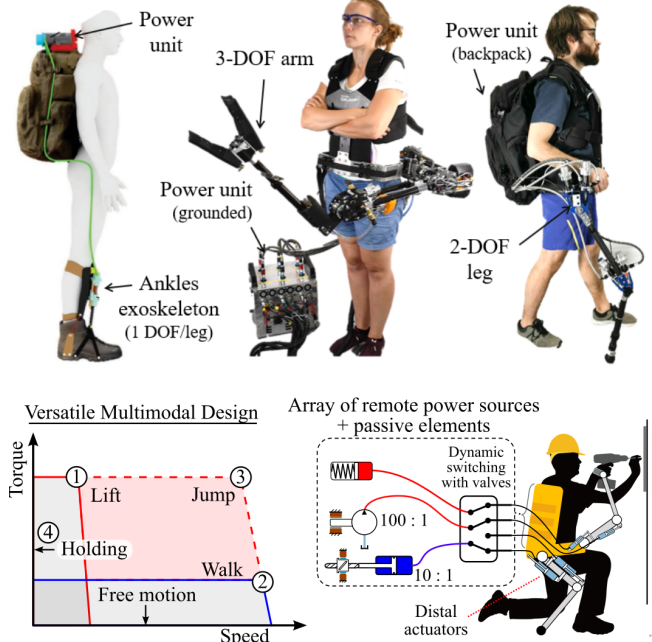 Power
unit
3-DOF arm
Power unit
(backpack)
Power unit
(grounded)
2-DOF
leg
Ankles
exoskeleton
(1 DOF/leg)
Versatile Multimodal Design
Torque
1
Lift
Jump
3
4
Holding
Walk
2
Free motion
Speed
Array of remote power sources
+ passive elements
Dynamic
switching
with valves
100 : 1
10 : 1
Distal
actuators